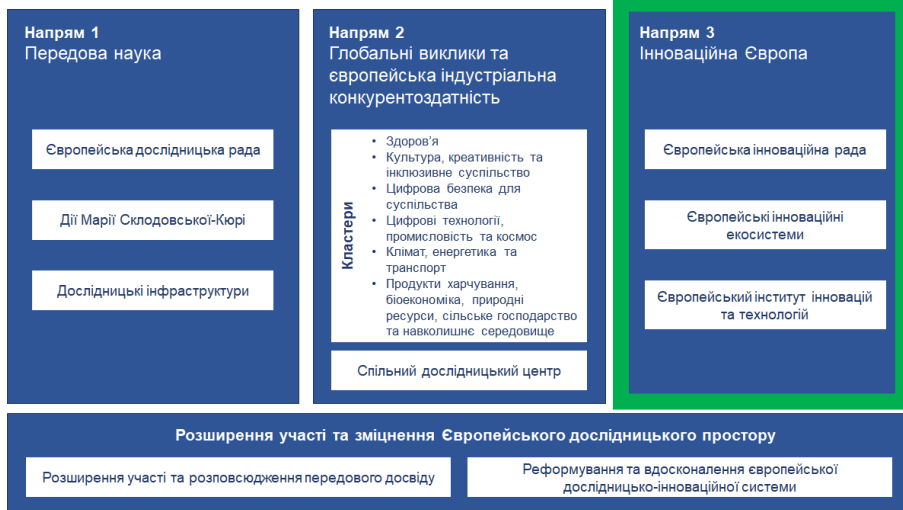 Напрям 1
Передова наука
Європейська дослідницька рада
Дії Марії Склодовської-Кюрі
Дослідницькі інфраструктури
Напрям 2
Глобальні виклики та
європейська індустріальна
конкурентоздатність
Кластери
• Здоров’я
• Культура, креативність та
інклюзивне суспільство
• Цифрова безпека для
суспільства
• Цифрові технології,
промисловість та космос
• Клімат, енергетика та
транспорт
• Продукти харчування,
біоекономіка, природні
ресурси, сільське господарство
та навколишнє середовище
Спільний дослідницький центр
Напрям 3
Інноваційна Європа
Європейська інноваційна рада
Європейські інноваційні
екосистеми
Європейський інститут інновацій
та технологій
Розширення участі та зміцнення Європейського дослідницького простору
Розширення участі та розповсюдження передового досвіду
Реформування та вдосконалення європейської
дослідницько-інноваційної системи